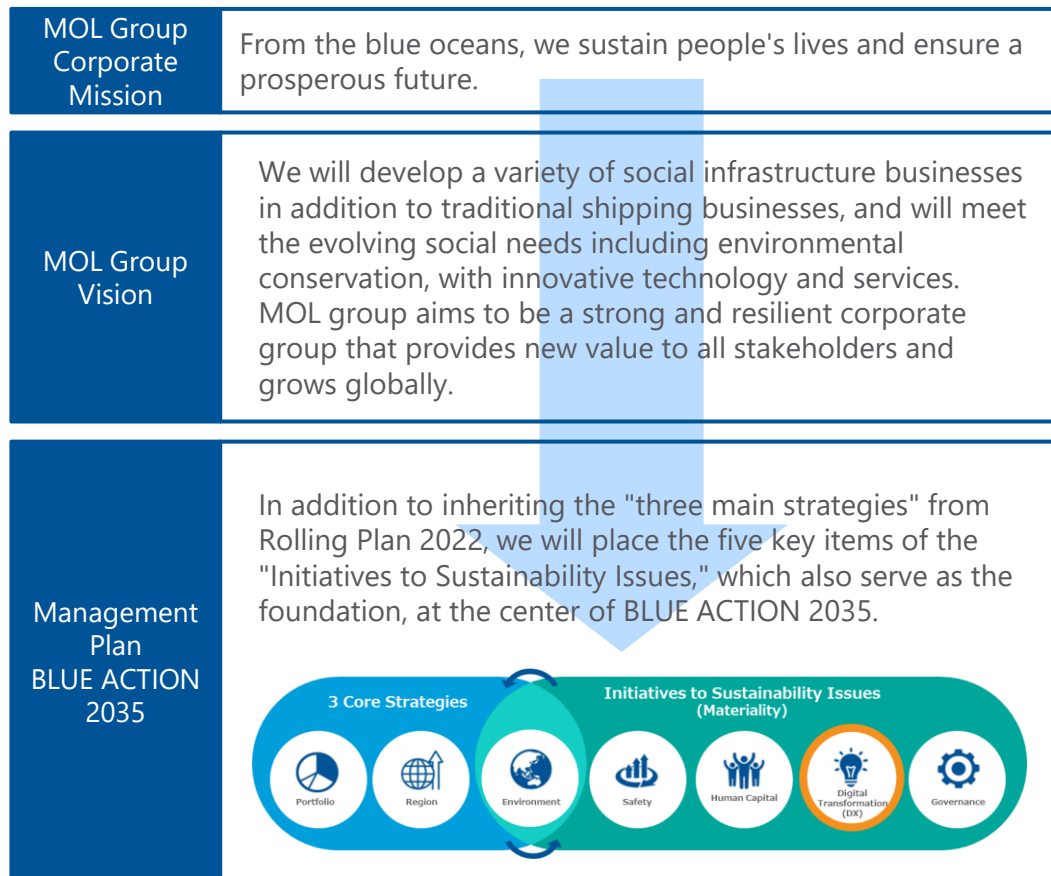 MOL Group
Corporate
Mission
From the blue oceans, we sustain people's lives and ensure a
prosperous future.
MOL Group
Vision
We will develop a variety of social infrastructure businesses
in addition to traditional shipping businesses, and will meet
the evolving social needs including environmental
conservation, with innovative technology and services.
MOL group aims to be a strong and resilient corporate
group that provides new value to all stakeholders and
grows globally.
Management
Plan
BLUE ACTION
2035
In addition to inheriting the "three main strategies" from
Rolling Plan 2022, we will place the five key items of the
"Initiatives to Sustainability Issues," which also serve as the
foundation, at the center of BLUE ACTION 2035.
3 Core Strategies
Initiatives to Sustainability Issues
(Materiality)
Portfolio
Region
Environment
Safety
Human Capital
Digital
Transformation
(DX)
Governance